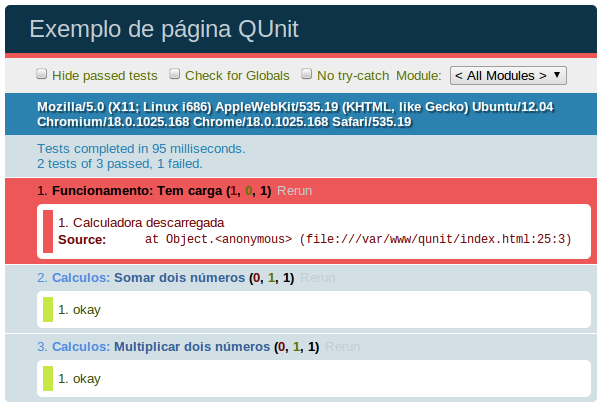 Exemplo de página QUnit
Hide passed tests Check for Globals No try-catch Module: < All Modules > ▼
Mozilla/5.0 (X11; Linux i686) AppleWebKit/535.19 (KHTML, like Gecko) Ubuntu/12.04
Chromium/18.0.1025.168 Chrome/18.0.1025.168 Safari/535.19
Tests completed in 95 milliseconds.
2 tests of 3 passed, 1 failed.
1. Funcionamento: Tem carga (1, 0, 1) Rerun
1. Calculadora descarregada
Source: at Object.<anonymous> (file:///var/www/qunit/index.html:25:3)
2. Calculos: Somar dois números (0, 1, 1) Rerun
1. okay
3. Calculos: Multiplicar dois números (0, 1, 1) Rerun
1. okay